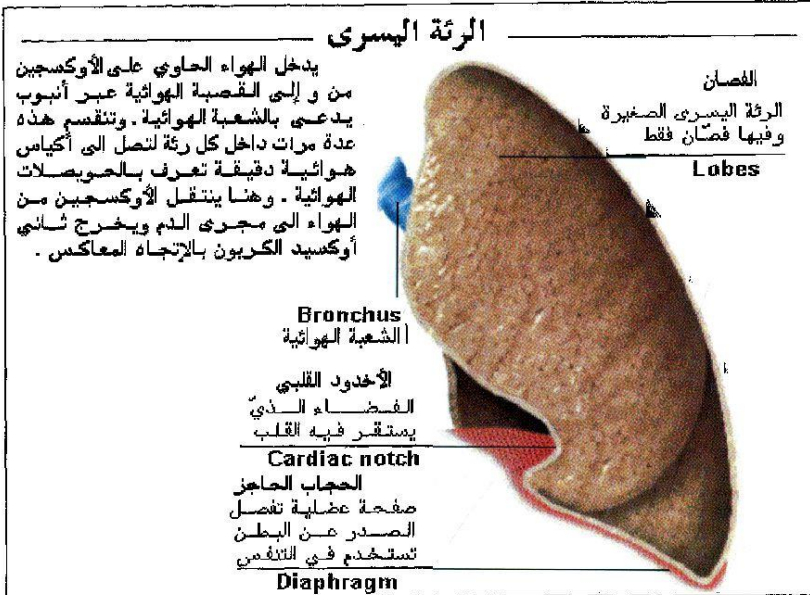 الرئة اليسرى
يدخل الهواء الحاوي على الأوكسجين
من و إلى القصبة الهوائية عبر أنبوب
يدعى بالشعبة الهوائية . وتنقسم هذه
عدة مرات داخل كل رئة لتصل الى أكياس
هوائية دقيقة تعرف بالحويصلات
الهوائية . وهنا ينتقل الأوكسجين من
الهواء الى مجرى الدم ويخرج ثاني
أوكسيد الكربون بالإتجاه المعاكس .
الفصان
الرئة اليسرى الصغيرة
وفيها فصّان فقط
Lobes
Bronchus
الشعبة الهوائية
الأخدود القلبي
الفضاء الذيّ
يستقر فيه القلب
Cardiac notch
الحجاب الحاجز
صفحة عضلية تفصل
الصدر عن البطن
تستخدم في التنفس
Diaphragm